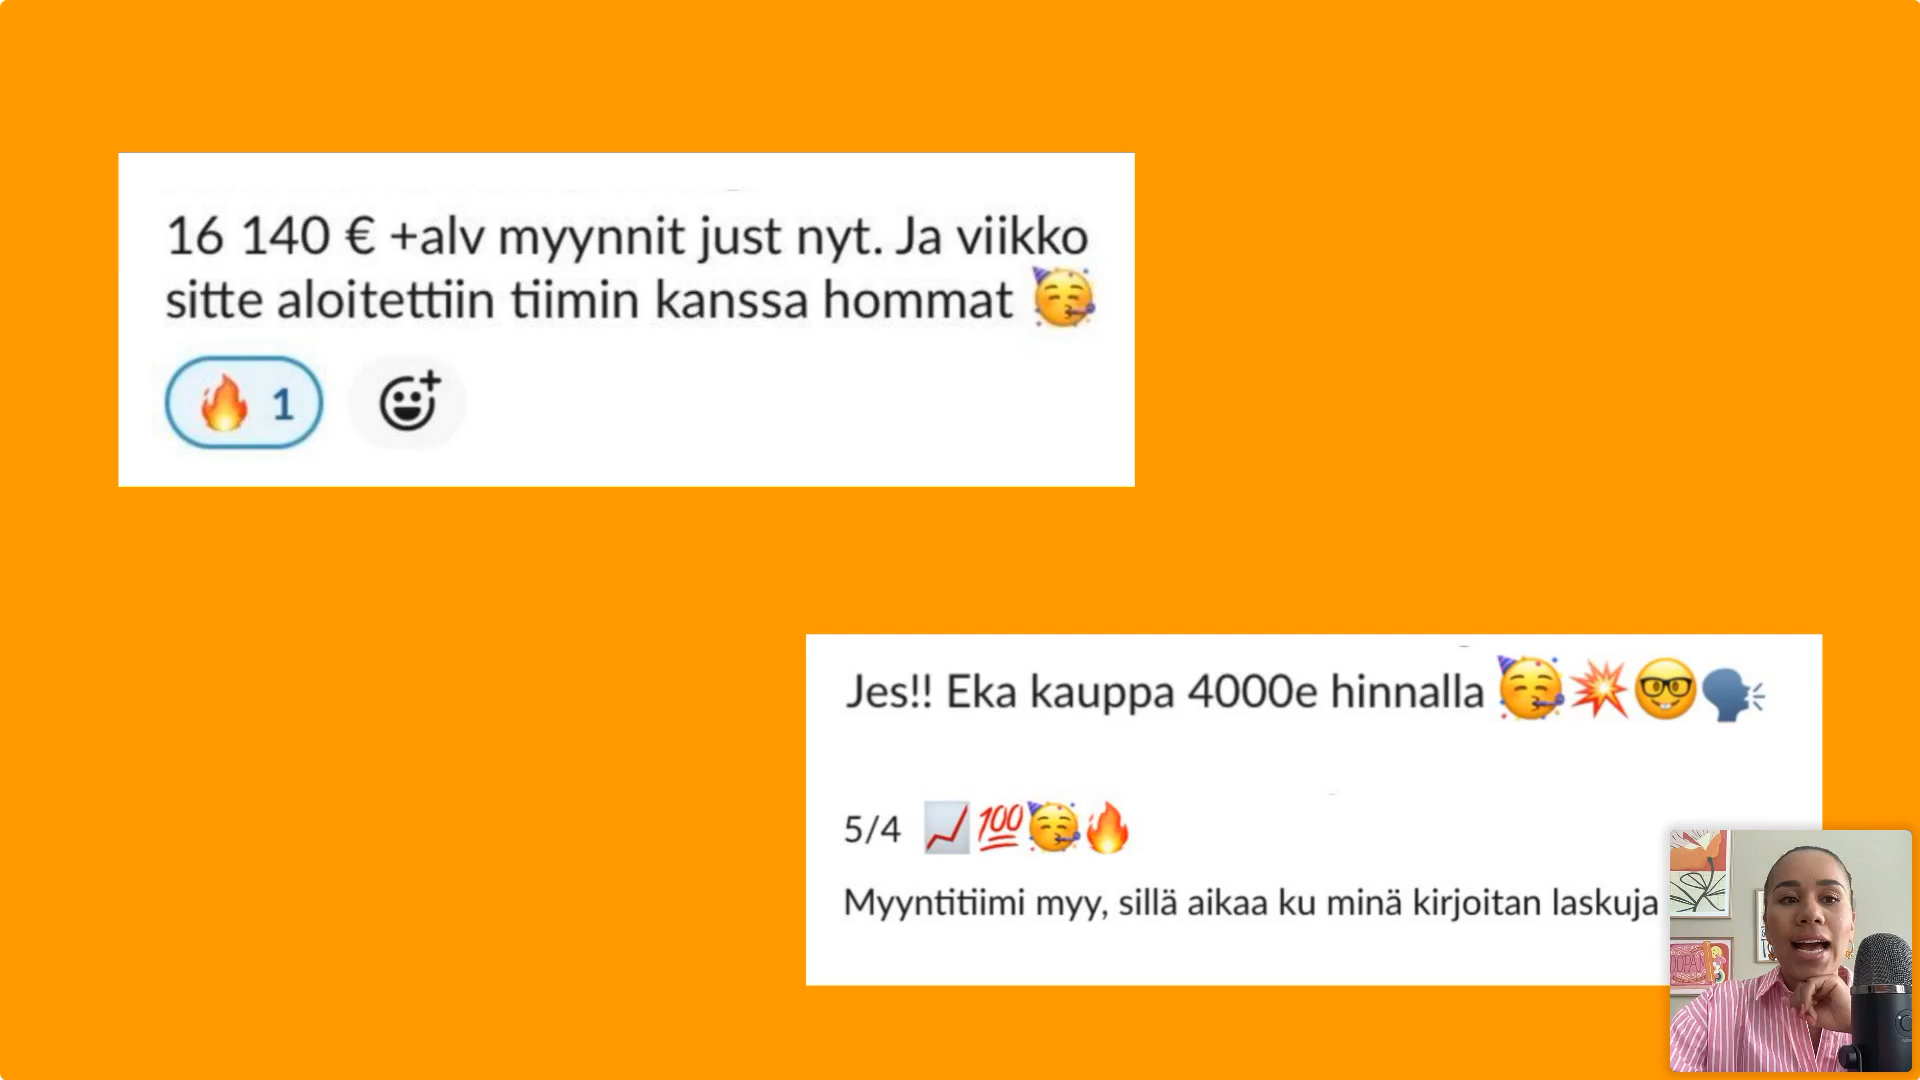 16 140 € +alv myynnit just nyt. Ja viikko
sitte aloitettiin tiimin kanssa hommat 🥳
🔥 1
Jes!! Eka kauppa 4000e hinnalla 🥳💥🤓🗣️
5/4 📈💯🥳🔥
Myyntitiimi myy, sillä aikaa ku minä kirjoitan laskuja